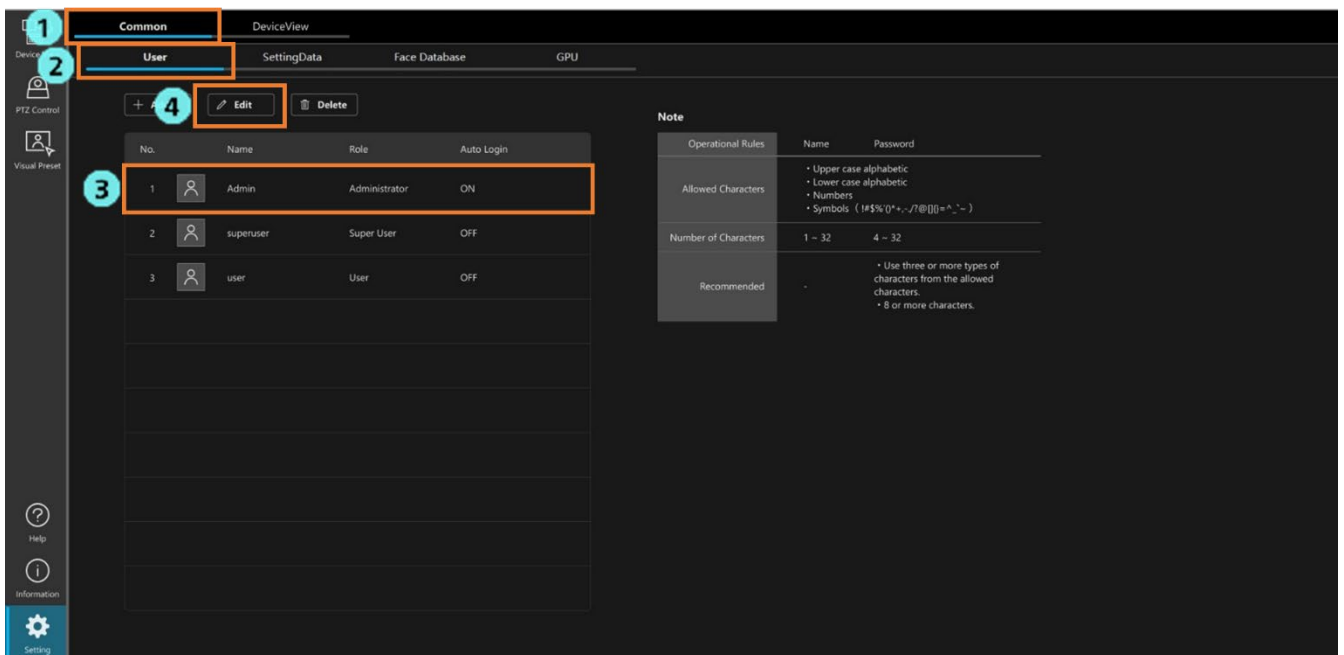 1
Common
DeviceView
2
User
SettingData
Face Database
GPU
PTZ Control
Visual Preset
4
Edit
Delete
No.
Name
Role
Auto Login
3
1
Admin
Administrator
ON
2
superuser
Super User
OFF
3
user
User
OFF
Note
Operational Rules
Name
Password
Allowed Characters
・Upper case alphabetic
・Lower case alphabetic
・Numbers
Number of Characters
1 ~ 32
4 ~ 32
Recommended
-
・Use three or more types of
characters from the allowed
characters.
・8 or more characters.
Help
Information
Setting